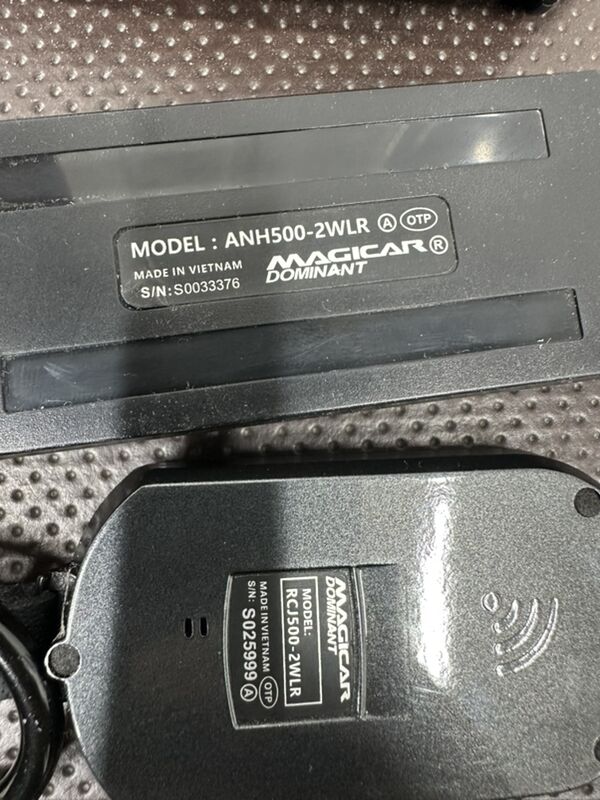 MODEL : ANH500-2WLR Ⓐ OTP
MADE IN VIETNAM
S/N: S0033376
MAGICAR®
DOMINANT
MAGICAR
DOMINANT
MODEL:
RCJ500-2WLR
MADE IN VIETNAM OTP
S/N: S025999 Ⓐ